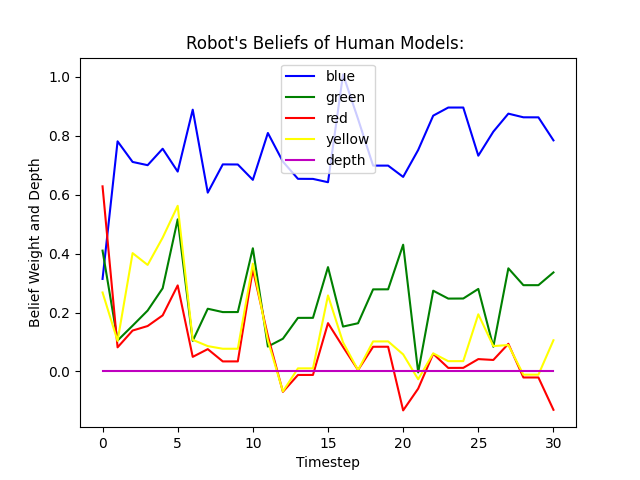 Robot's Beliefs of Human Models:
Belief Weight and Depth
1.0
0.8
0.6
0.4
0.2
0.0
blue
green
red
yellow
depth
0 5 10 15 20 25 30
Timestep